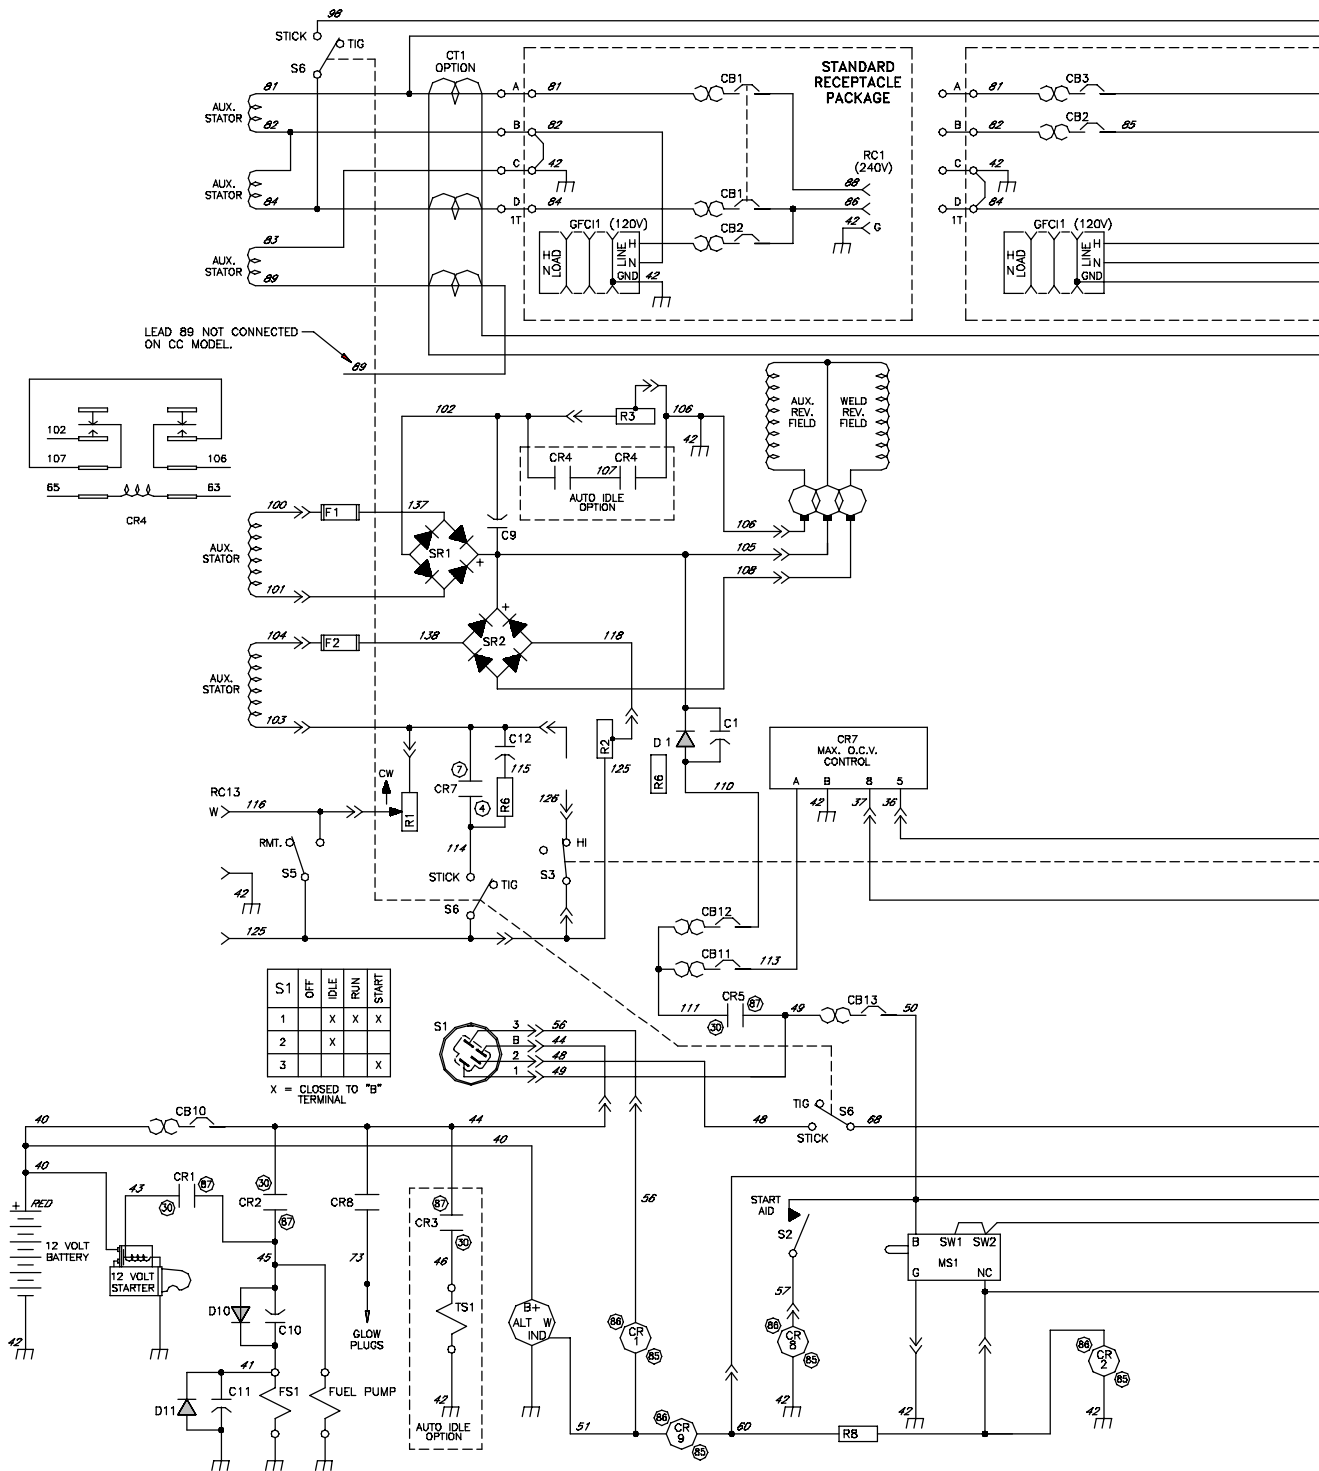 98
STICK
TIG
S6
CT1
OPTION
STANDARD
RECEPTACLE
PACKAGE
AUX.
STATOR
81
82
A
81
CB1
A
81
CB3
B
82
B
82
CB2
85
C
42
C
42
RC1
(240V)
88
86
42
G
AUX.
STATOR
84
D
1T
84
CB1
CB2
D
1T
84
GFCI1 (120V)
H
N
LOAD
LINE
H
N
GND
42
GFCI1 (120V)
H
N
LOAD
LINE
H
N
GND
AUX.
STATOR
83
89
LEAD 89 NOT CONNECTED
ON CC MODEL.
89
102
107
106
65
63
CR4
102
R3
106
42
CR4
107
CR4
AUTO IDLE
OPTION
AUX.
REV.
FIELD
WELD
REV.
FIELD
100
F1
137
AUX.
STATOR
SR1
+
C9
106
105
108
101
104
F2
138
+
SR2
118
AUX.
STATOR
103
C12
115
R2
125
D1
C1
R6
110
CR7
MAX. O.C.V.
CONTROL
A
B
8
5
42
37
36
CW
7
CR7
4
R6
126
RC13
W
116
R1
RMT.
S5
114
HI
S3
STICK
TIG
S6
42
125
CB12
CB11
113
S1
OFF
IDLE
RUN
START
1
X
X
X
2
X
3
X
X = CLOSED TO "B"
TERMINAL
111
CR5
87
30
49
CB13
50
S1
3
56
B
44
2
48
1
49
40
CB10
44
40
48
TIG
S6
STICK
68
40
43
CR1
87
30
30
CR2
87
CR8
87
CR3
30
56
START
AID
S2
B
SW1
SW2
MS1
G
NC
+
RED
12 VOLT
BATTERY
12 VOLT
STARTER
45
73
46
57
D10
C10
TS1
B+
ALT
W
IND
86
CR
1
85
86
CR
8
85
86
CR
2
85
GLOW
PLUGS
42
41
D11
C11
FS1
FUEL PUMP
42
AUTO IDLE
OPTION
51
86
CR
9
85
60
42
R8
42
42